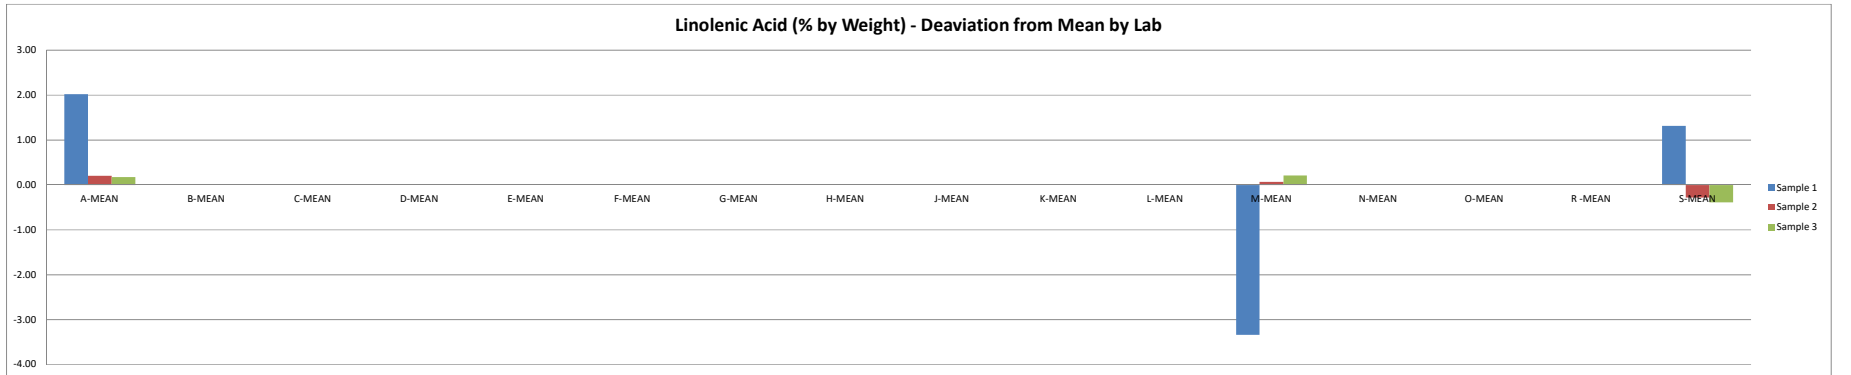 Linolenic Acid (% by Weight) - Deaviation from Mean by Lab
3.00
2.00
1.00
0.00
A-MEAN B-MEAN C-MEAN D-MEAN E-MEAN F-MEAN G-MEAN H-MEAN J-MEAN K-MEAN L-MEAN M-MEAN N-MEAN O-MEAN R -MEAN S-MEAN
-1.00
-2.00
-3.00
-4.00
Sample 1
Sample 2
Sample 3